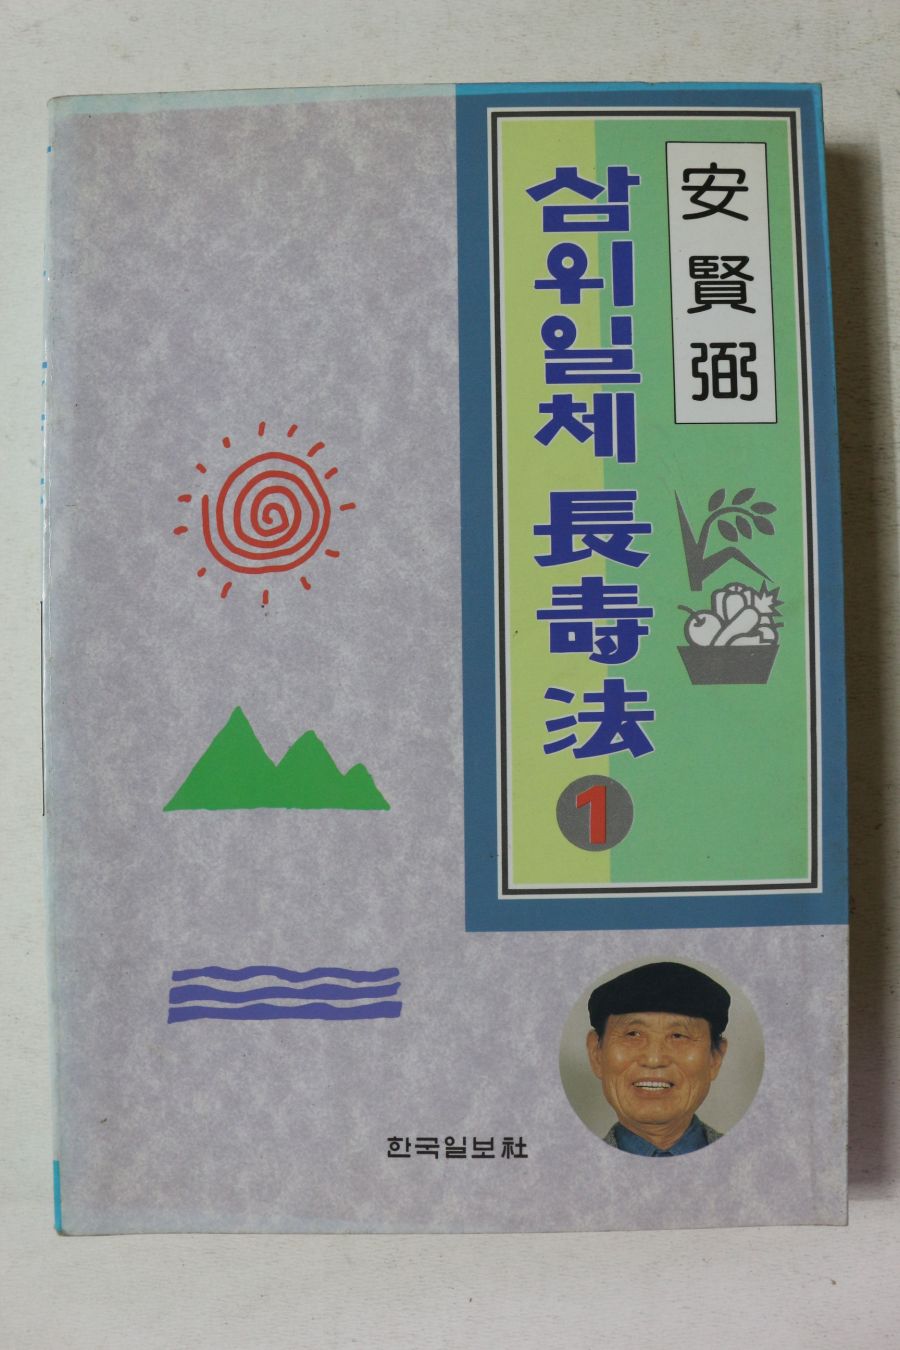 安賢弼
삼위일체 長壽法
1
한국일보社